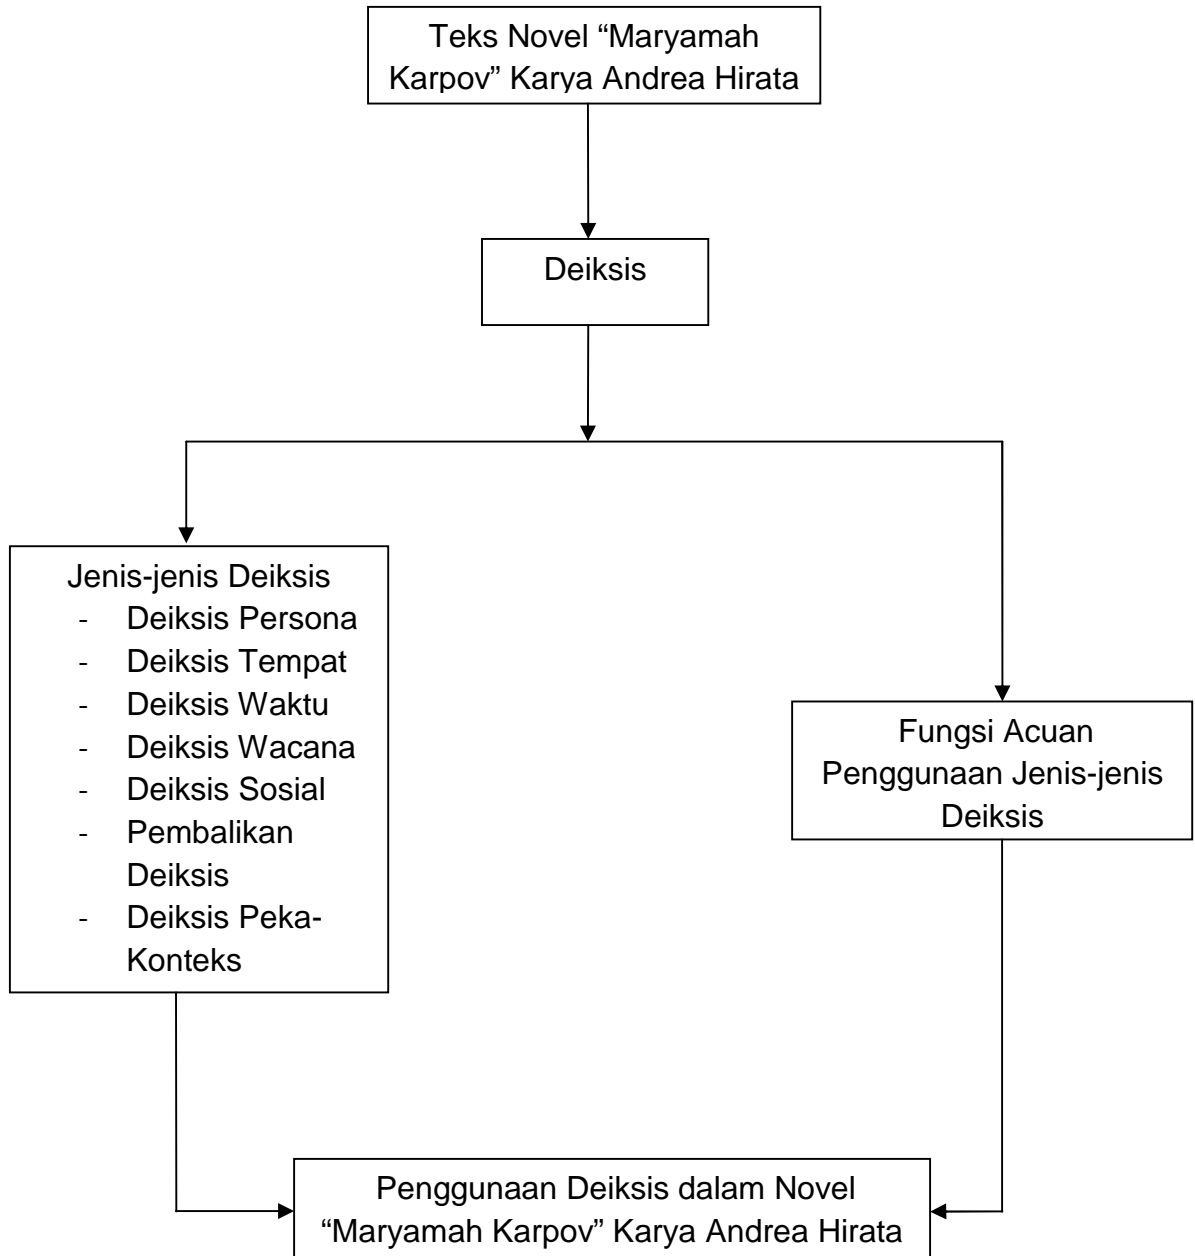 Teks Novel “Maryamah
Karpov” Karya Andrea Hirata
Deiksis
Jenis-jenis Deiksis
- Deiksis Persona
- Deiksis Tempat
- Deiksis Waktu
- Deiksis Wacana
- Deiksis Sosial
- Pembalikan
Deiksis
- Deiksis Peka-
Konteks
Fungsi Acuan
Penggunaan Jenis-jenis
Deiksis
Penggunaan Deiksis dalam Novel
“Maryamah Karpov” Karya Andrea Hirata